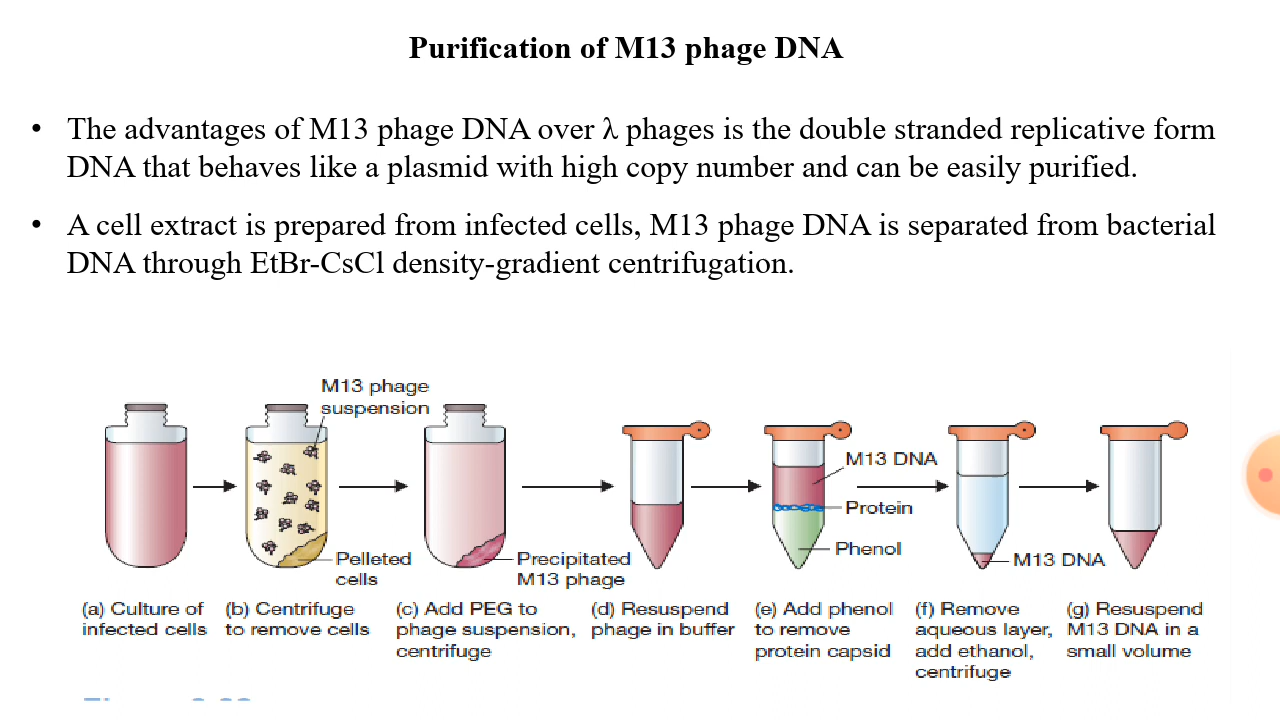 Purification of M13 phage DNA
• The advantages of M13 phage DNA over λ phages is the double stranded replicative form
DNA that behaves like a plasmid with high copy number and can be easily purified.
• A cell extract is prepared from infected cells, M13 phage DNA is separated from bacterial
DNA through EtBr-CsCl density-gradient centrifugation.
M13 phage
suspension
Pelleted
cells
Precipitated
M13 phage
M13 DNA
Protein
Phenol
M13 DNA
(a) Culture of
infected cells
(b) Centrifuge
to remove cells
(c) Add PEG to
phage suspension,
centrifuge
(d) Resuspend
phage in buffer
(e) Add phenol
to remove
protein capsid
(f) Remove
aqueous layer,
add ethanol,
centrifuge
(g) Resuspend
M13 DNA in a
small volume